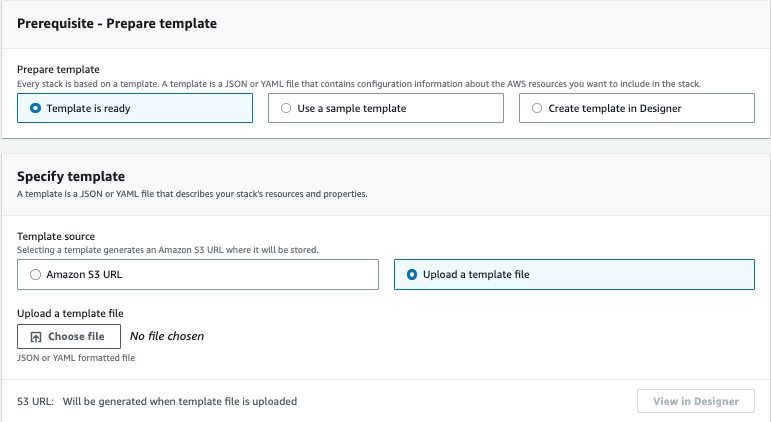 Prerequisite - Prepare template
Prepare template
Every stack is based on a template. A template is a JSON or YAML file that contains configuration information about the AWS resources you want to include in the stack.
Template is ready
Use a sample template
Create template in Designer
Specify template
A template is a JSON or YAML file that describes your stack's resources and properties.
Template source
Selecting a template generates an Amazon S3 URL where it will be stored.
Amazon S3 URL
Upload a template file
Upload a template file
Choose file
No file chosen
JSON or YAML formatted file
S3 URL: Will be generated when template file is uploaded
View in Designer